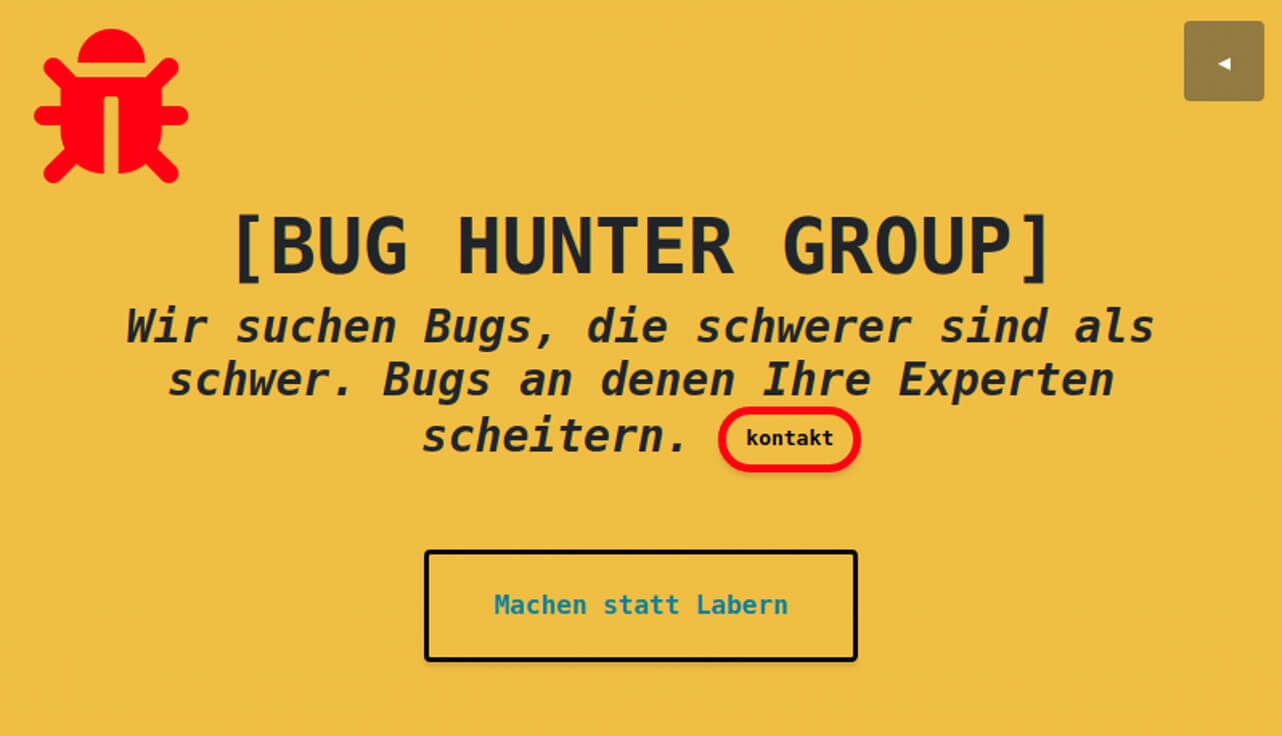 [BUG HUNTER GROUP]
Wir suchen Bugs, die schwerer sind als
schwer. Bugs an denen Ihre Experten
scheitern. kontakt
Machen statt Labern